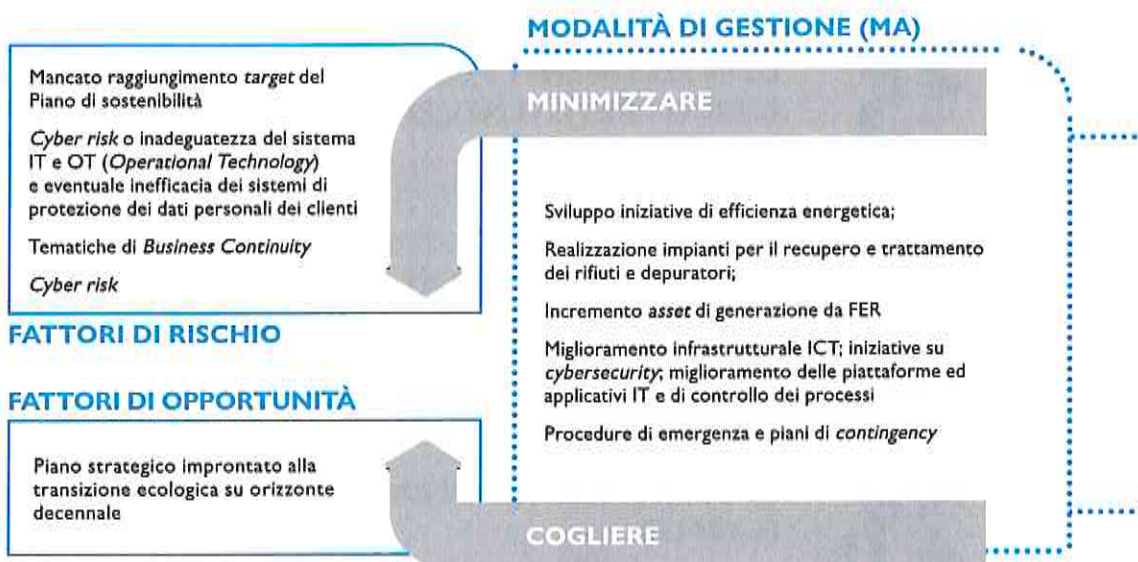 Mancato raggiungimento target del
Piano di sostenibilità
Cyber risk o inadeguatezza del sistema
IT e OT (Operational Technology)
e eventuale inefficacia dei sistemi di
protezione dei dati personali dei clienti
Tematiche di Business Continuity
Cyber risk
FATTORI DI RISCHIO
FATTORI DI OPPORTUNITÀ
Piano strategico improntato alla
transizione ecologica su orizzonte
decennale
MODALITÀ DI GESTIONE (MA)
MINIMIZZARE
Sviluppo iniziative di efficienza energetica;
Realizzazione impianti per il recupero e trattamento
dei rifiuti e depuratori;
Incremento asset di generazione da FER
Miglioramento infrastrutturale ICT; iniziative su
cybersecurity; miglioramento delle piattaforme ed
applicativi IT e di controllo dei processi
Procedure di emergenza e piani di contingency
COGLIERE